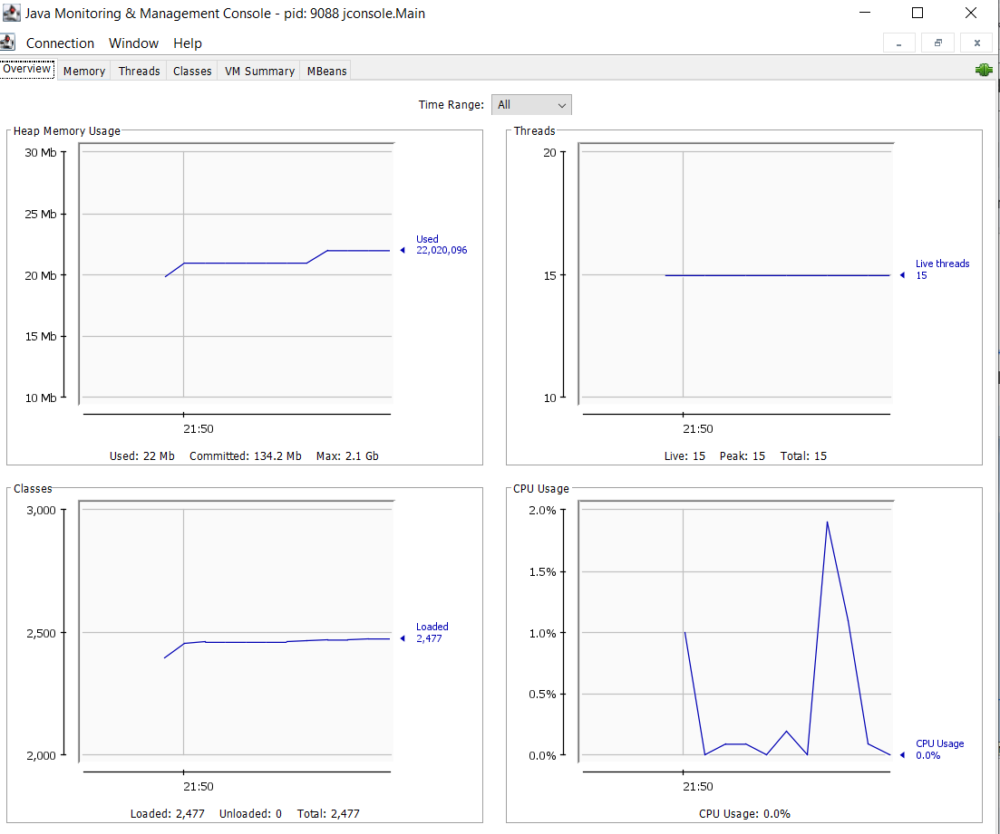 Java Monitoring & Management Console - pid: 9088 jconsole.Main
Connection Window Help
Overview Memory Threads Classes VM Summary MBeans
Time Range: All
Heap Memory Usage
30 Mb
25 Mb
20 Mb
15 Mb
10 Mb
Used
22,020,096
21:50
Used: 22 Mb Committed: 134.2 Mb Max: 2.1 Gb
Threads
20
15
10
Live threads
15
21:50
Live: 15 Peak: 15 Total: 15
Classes
3,000
2,500
2,000
Loaded
2,477
21:50
Loaded: 2,477 Unloaded: 0 Total: 2,477
CPU Usage
2.0%
1.5%
1.0%
0.5%
0.0%
CPU Usage
0.0%
21:50
CPU Usage: 0.0%